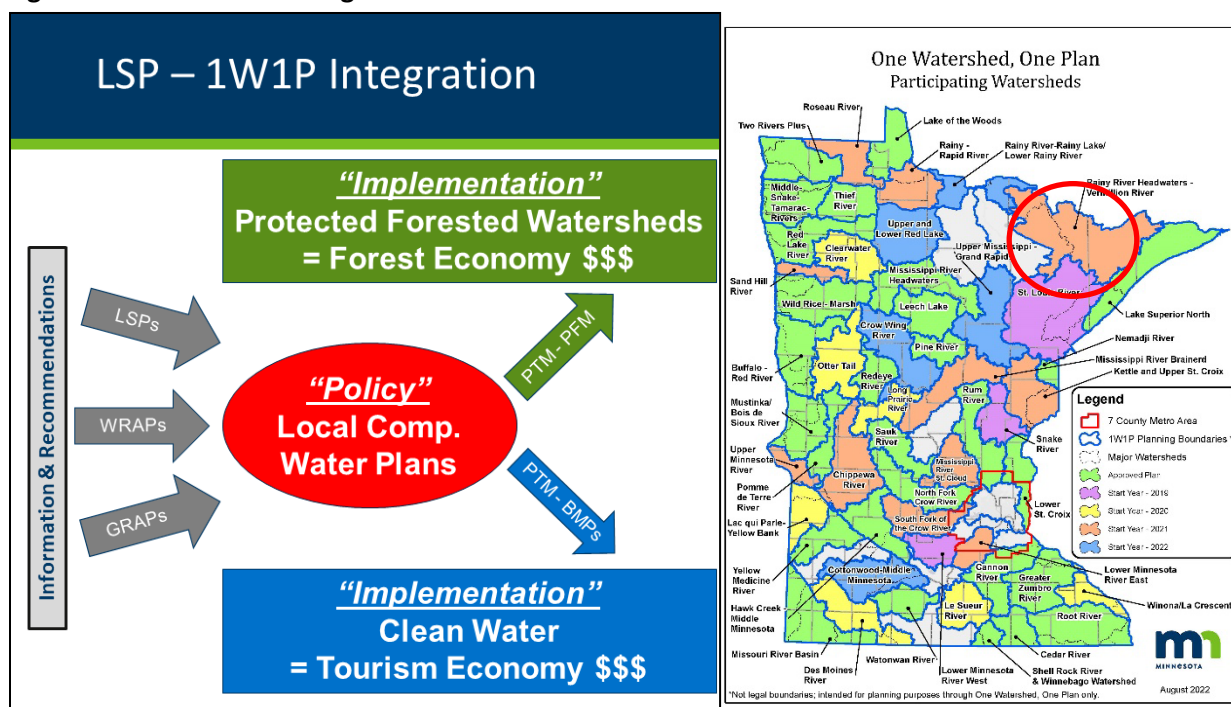 LSP – 1W1P Integration
"Implementation"
Protected Forested Watersheds
= Forest Economy $$$
Information & Recommendations
LSPs
WRAPs
GRAPs
"Policy"
Local Comp.
Water Plans
PTM- PFM
PTM- BMPs
"Implementation"
Clean Water
= Tourism Economy $$$
One Watershed, One Plan
Participating Watersheds
Roseau River
Two Rivers Plus
Lake of the Woods
Rainy -
Rapid River
Rainy River-Rainy Lake/
Lower Rainy River
Rainy River Headwaters -
Vermillion River
Middle-
Snake-
Tamarac-
Rivers
Thief
River
Red
Lake
River
Upper and
Lower Red Lake
Clearwater
River
Upper Mississippi -
Grand Rapid
Sand Hill
River
Mississippi River
Headwaters
St. Louis River
Wild Rice - Marsh
Leech Lake
Lake Superior North
Crow Wing
River
Pine River
Nemadji River
Mississippi River Brainerd
Kettle and Upper St. Croix
Buffalo -
Red River
Otter Tail
Redeye
River
Long
Prairie
River
Rum
River
Mustinka/
Bois de
Sioux River
Sauk
River
Snake
River
Upper
Minnesota
River
Chippewa
River
Mississippi
River
St. Cloud
Pomme
de Terre
River
North Fork
Crow River
Lower
St. Croix
Lac qui Parle-
Yellow Bank
South Fork of
the Crow River
Yellow
Medicine
River
Cottonwood-Middle
Minnesota
Cannon
River
Lower Minnesota
River East
Greater
Zumbro
River
Hawk Creek
Middle
Minnesota
Le Sueur
River
Winona/La Crescent
Root River
Missouri River Basin
Watonwan River
Cedar River
Des Moines
River
Lower Minnesota
River West
Shell Rock River
& Winnebago Watershed
Legend
7 County Metro Area
1W1P Planning Boundaries
Major Watersheds
Approved Plan
Start Year - 2019
Start Year - 2020
Start Year - 2021
Start Year - 2022
MINNESOTA
August 2022
*Not legal boundaries; intended for planning purposes through One Watershed, One Plan only.